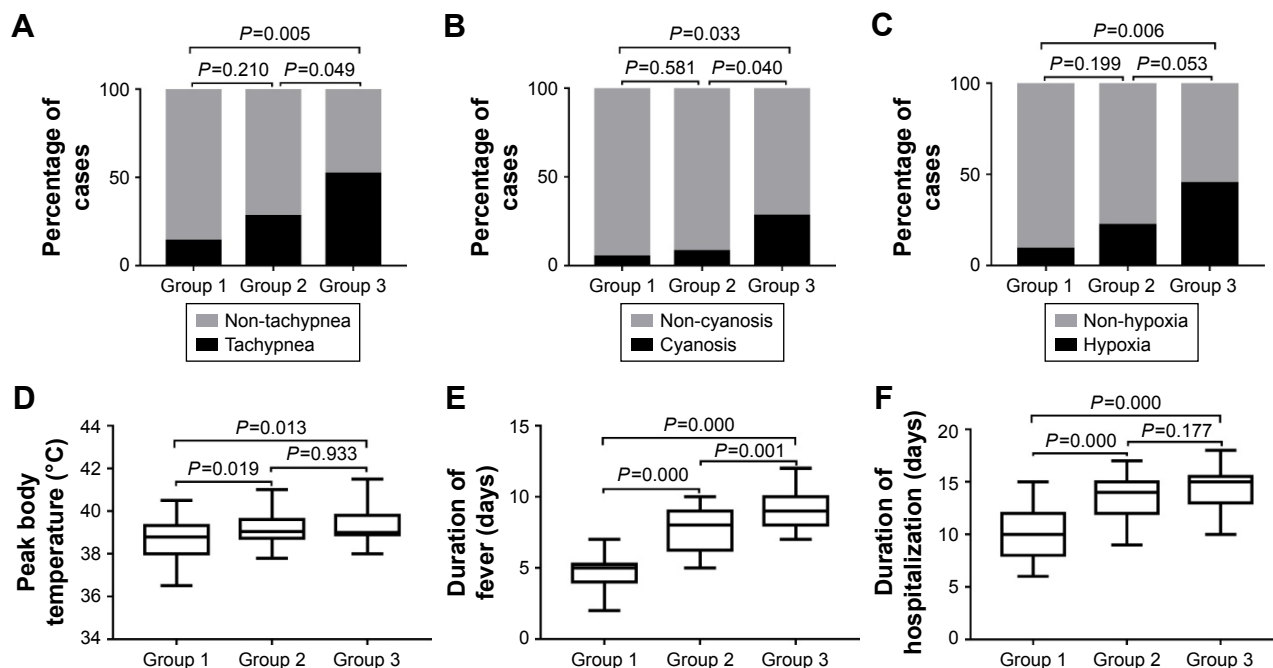 A
P=0.005
P=0.210
P=0.049
Percentage of
cases
100
50
0
Group 1
Group 2
Group 3
Non-tachypnea
Tachypnea
B
P=0.033
P=0.581
P=0.040
Percentage of
cases
100
50
0
Group 1
Group 2
Group 3
Non-cyanosis
Cyanosis
C
P=0.006
P=0.199
P=0.053
Percentage of
cases
100
50
0
Group 1
Group 2
Group 3
Non-hypoxia
Hypoxia
D
P=0.013
P=0.019
P=0.933
Peak body
temperature (°C)
44
42
40
38
36
34
Group 1
Group 2
Group 3
E
P=0.000
P=0.000
P=0.001
Duration of
fever (days)
15
10
5
0
Group 1
Group 2
Group 3
F
P=0.000
P=0.000
P=0.177
Duration of
hospitalization (days)
20
15
10
5
0
Group 1
Group 2
Group 3